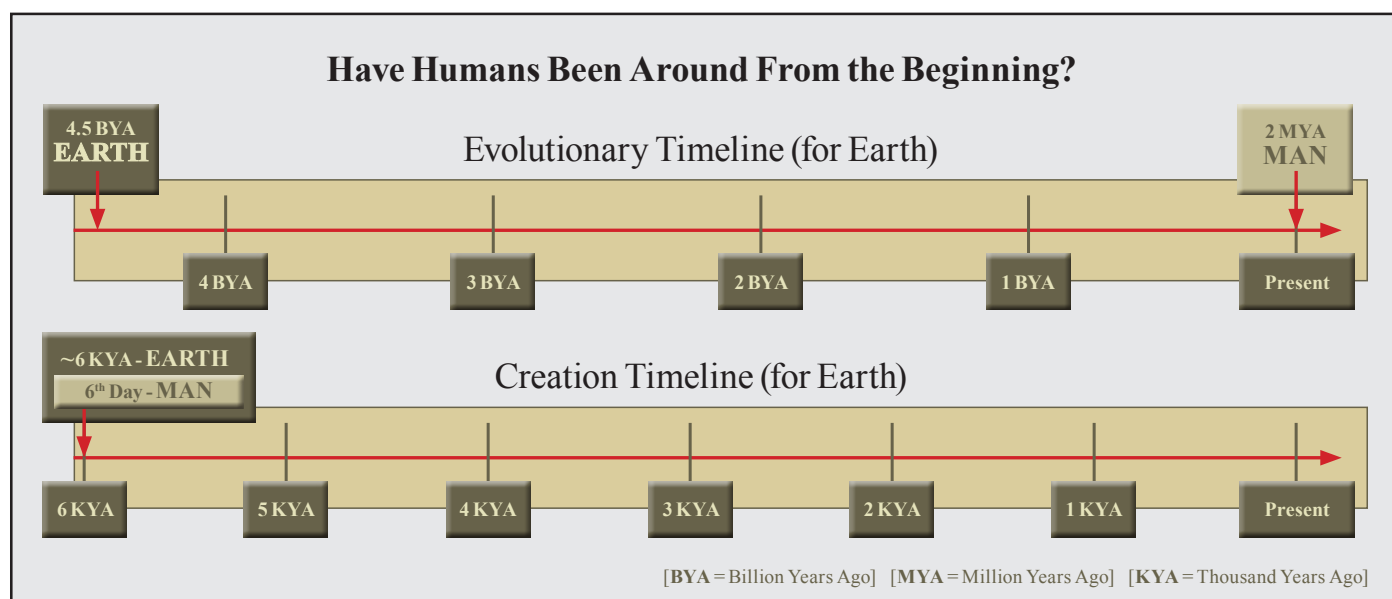 Have Humans Been Around From the Beginning?
4.5 BYA
EARTH
Evolutionary Timeline (for Earth)
2 MYA
MAN
4 BYA
3 BYA
2 BYA
1 BYA
Present
~6 KYA - EARTH
6th Day - MAN
Creation Timeline (for Earth)
6 KYA
5 KYA
4 KYA
3 KYA
2 KYA
1 KYA
Present
[BYA = Billion Years Ago] [MYA = Million Years Ago] [KYA = Thousand Years Ago]